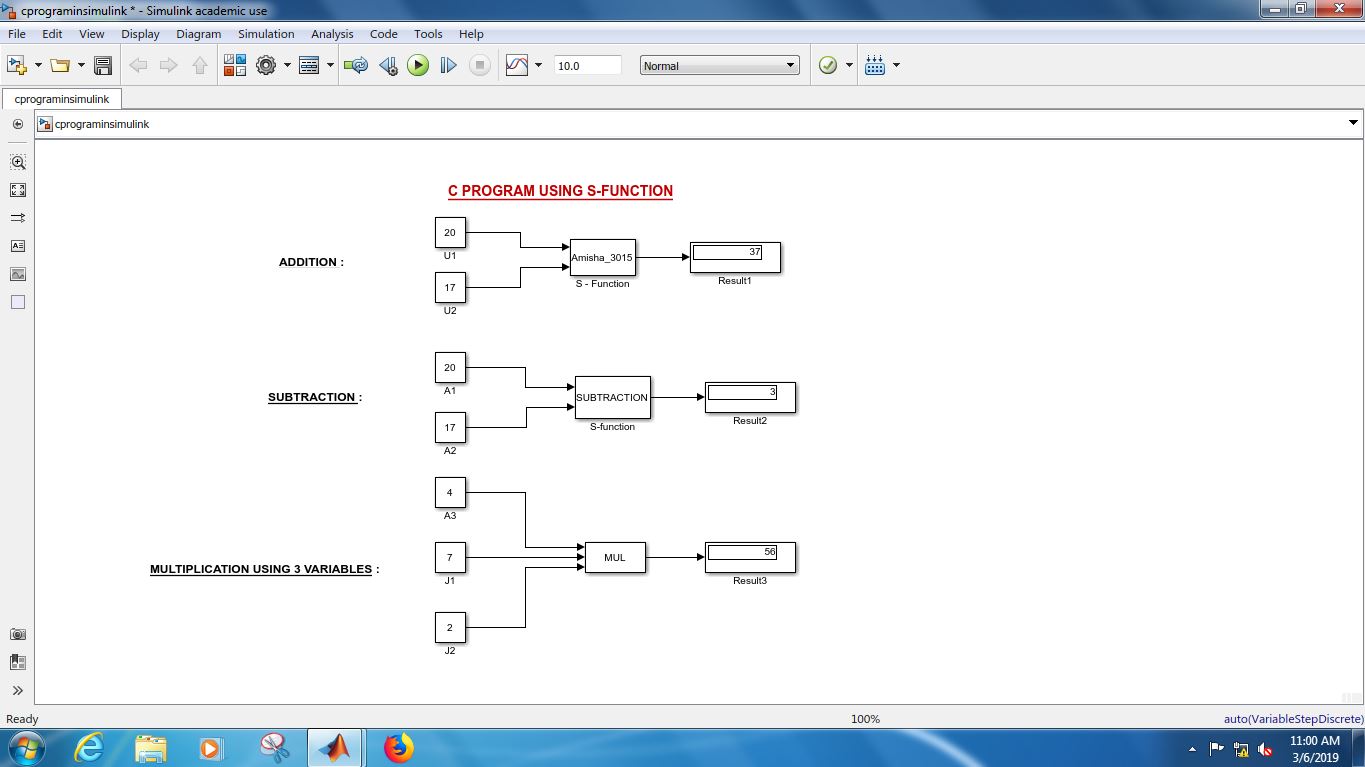 cprograminsimulink * - Simulink academic use
File Edit View Display Diagram Simulation Analysis Code Tools Help
10.0 Normal
cprograminsimulink
cprograminsimulink
C PROGRAM USING S-FUNCTION
ADDITION :
20
U1
17
U2
Amisha_3015
S - Function
37
Result1
SUBTRACTION :
20
A1
17
A2
SUBTRACTION
S-function
3
Result2
MULTIPLICATION USING 3 VARIABLES :
4
A3
7
J1
2
J2
MUL
56
Result3
Ready 100% auto(VariableStepDiscrete)
11:00 AM
3/6/2019